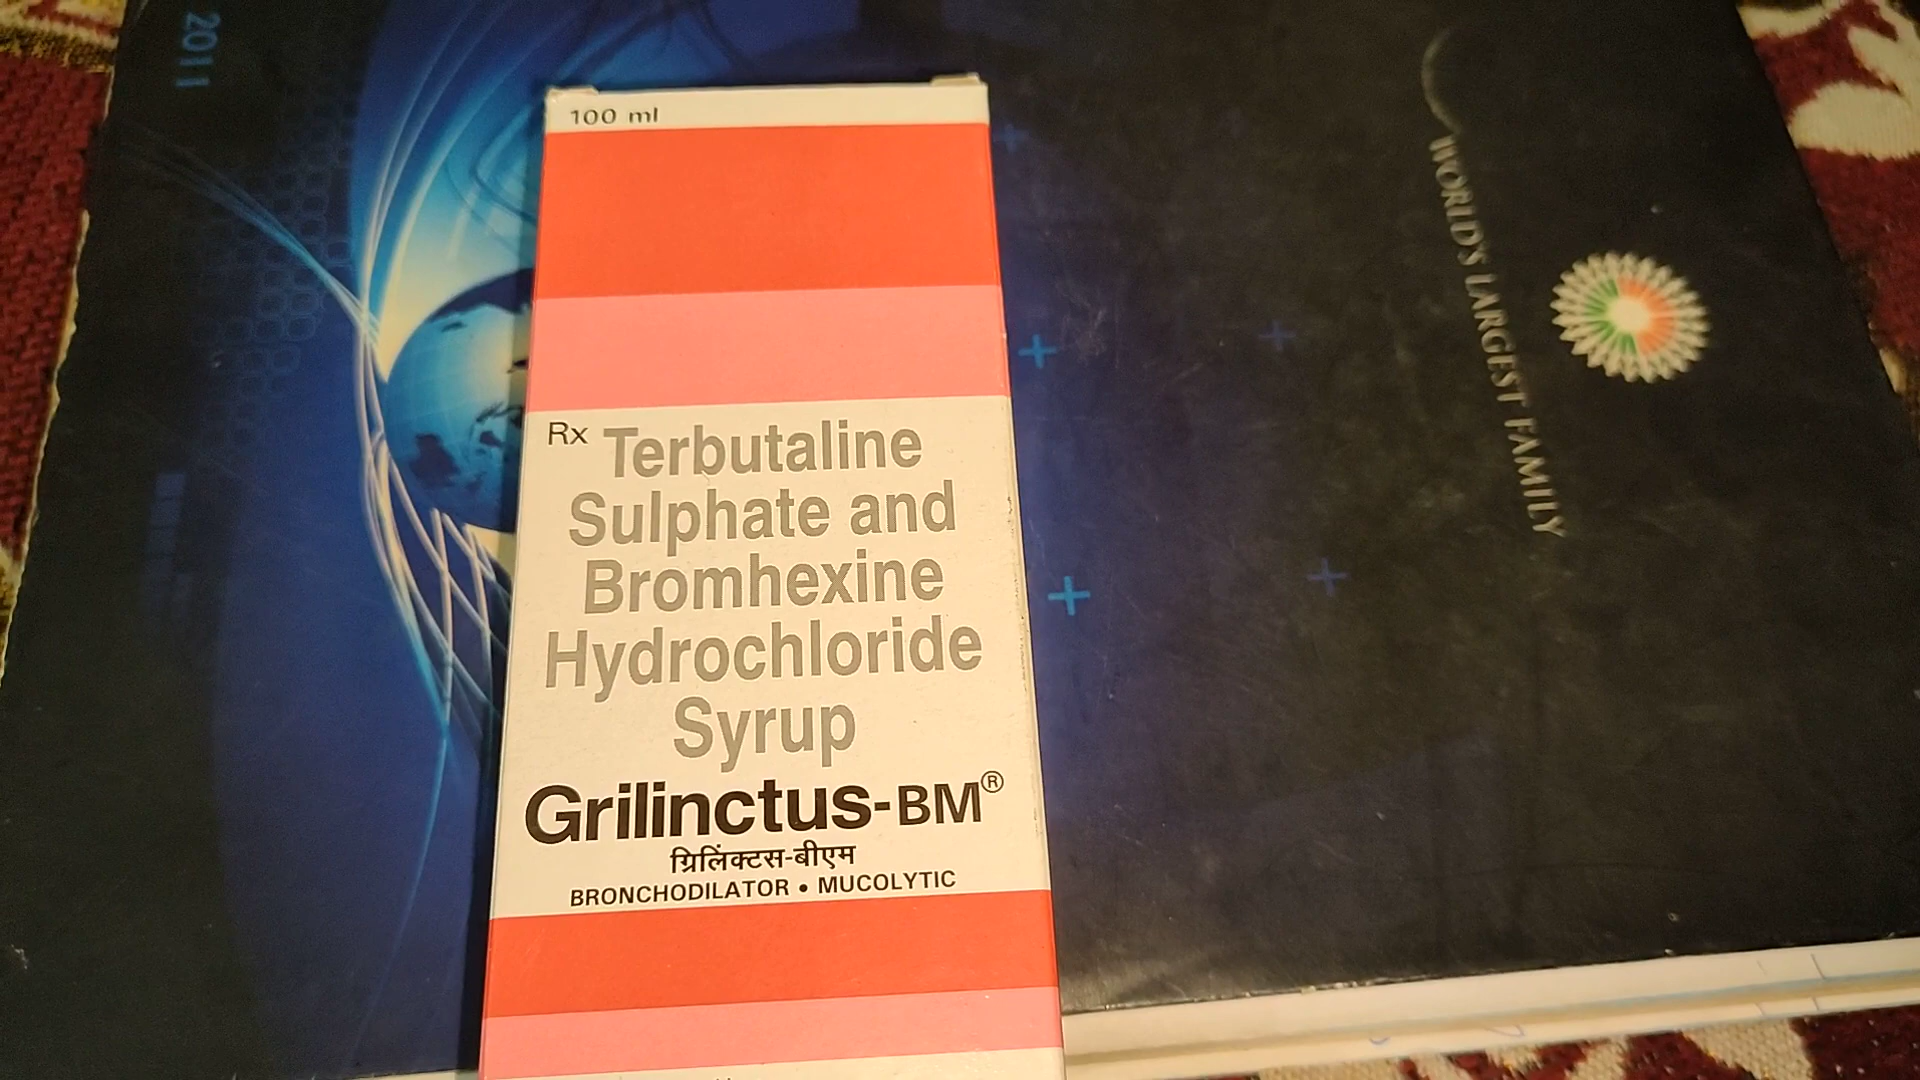 2011
100 ml
Rx Terbutaline
Sulphate and
Bromhexine
Hydrochloride
Syrup
Grilinctus-BM®
ग्रिलिंक्टस-बीएम
BRONCHODILATOR • MUCOLYTIC
WORLD'S LARGEST FAMILY